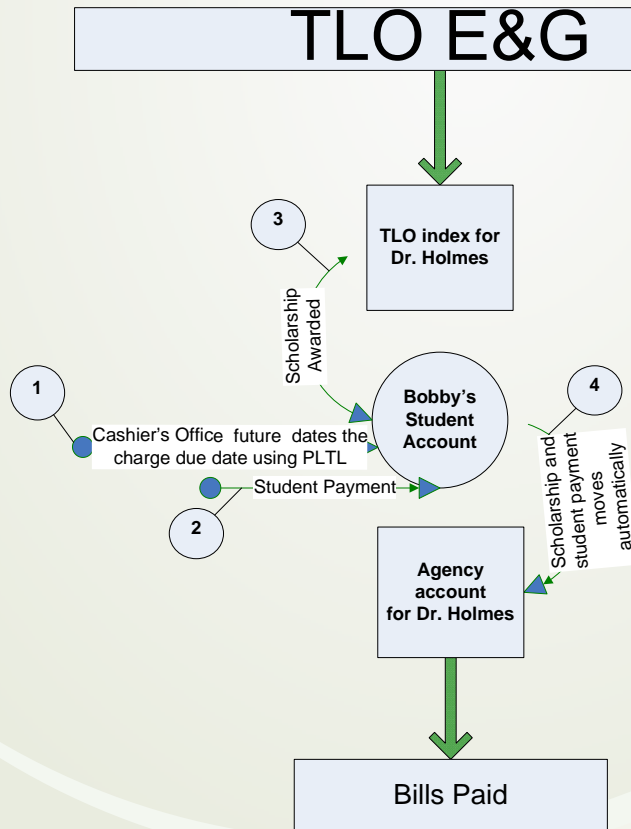 TLO E&G
TLO index for
Dr. Holmes
3
Scholarship
Awarded
1
Cashier's Office future dates the
charge due date using PLTL
Bobby's
Student
Account
4
Student Payment
2
Scholarship and
student payment
moves
automatically
Agency
account
for Dr. Holmes
Bills Paid